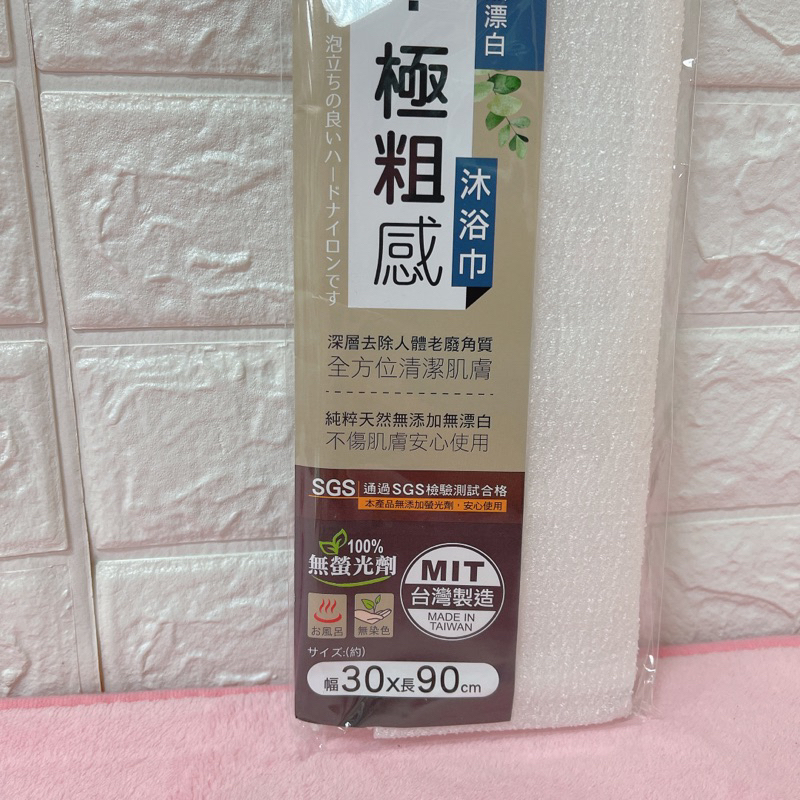 漂白
極粗感
沐浴巾
泡立ちの良いハードナイロンです
深層去除人體老廢角質
全方位清潔肌膚
純粹天然無添加無漂白
不傷肌膚安心使用
SGS 通過SGS檢驗測試合格
本產品無添加螢光劑，安心使用
100%
無螢光劑
MIT
台灣製造
MADE IN
TAIWAN
お風呂 無染色
サイズ:(約)
幅30x長90cm